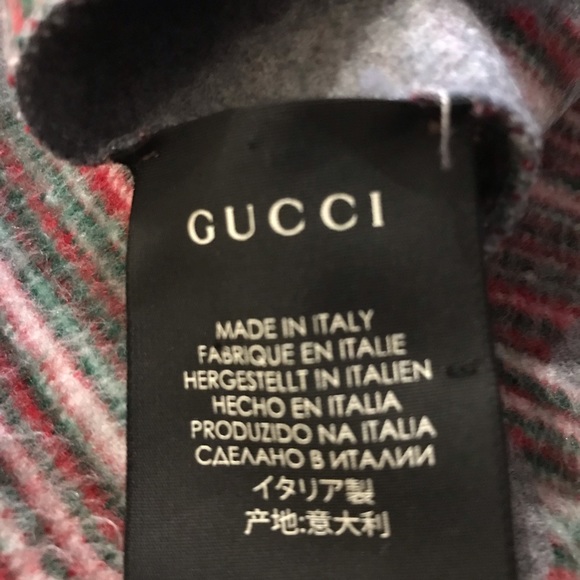 GUCCI
MADE IN ITALY
FABRIQUE EN ITALIE
HERGESTELLT IN ITALIEN
HECHO EN ITALIA
PRODUZIDO NA ITALIA
СДЕЛАНО В ИТАЛИИ
イタリア製
产地:意大利